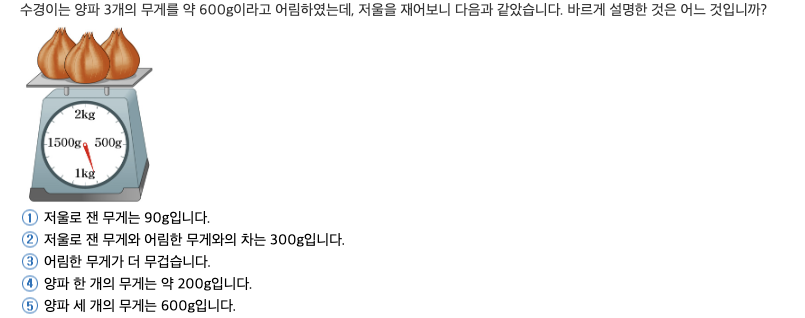 수경이는 양파 3개의 무게를 약 600g이라고 어림하였는데, 저울을 재어보니 다음과 같았습니다. 바르게 설명한 것은 어느 것입니까?
2kg
1500g 500g
1kg
① 저울로 잰 무게는 90g입니다.
② 저울로 잰 무게와 어림한 무게와의 차는 300g입니다.
③ 어림한 무게가 더 무겁습니다.
④ 양파 한 개의 무게는 약 200g입니다.
⑤ 양파 세 개의 무게는 600g입니다.